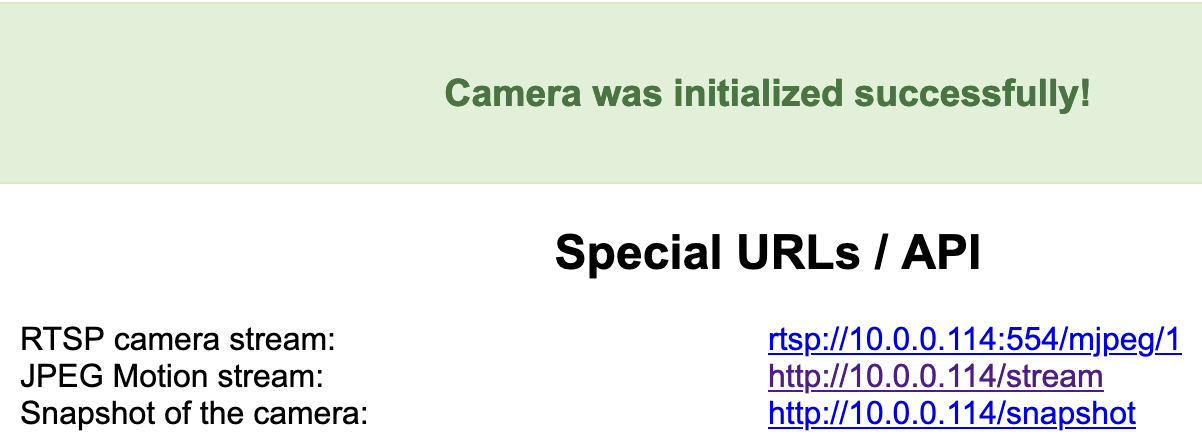 Camera was initialized successfully!
Special URLs / API
RTSP camera stream: rtsp://10.0.0.114:554/mjpeg/1
JPEG Motion stream: http://10.0.0.114/stream
Snapshot of the camera: http://10.0.0.114/snapshot